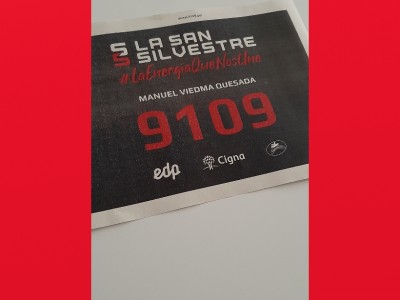 LA SAN
SILVESTRE
#LaEnergíaQueNosUne
MANUEL VIEDMA QUESADA
9109
edp
Cigna